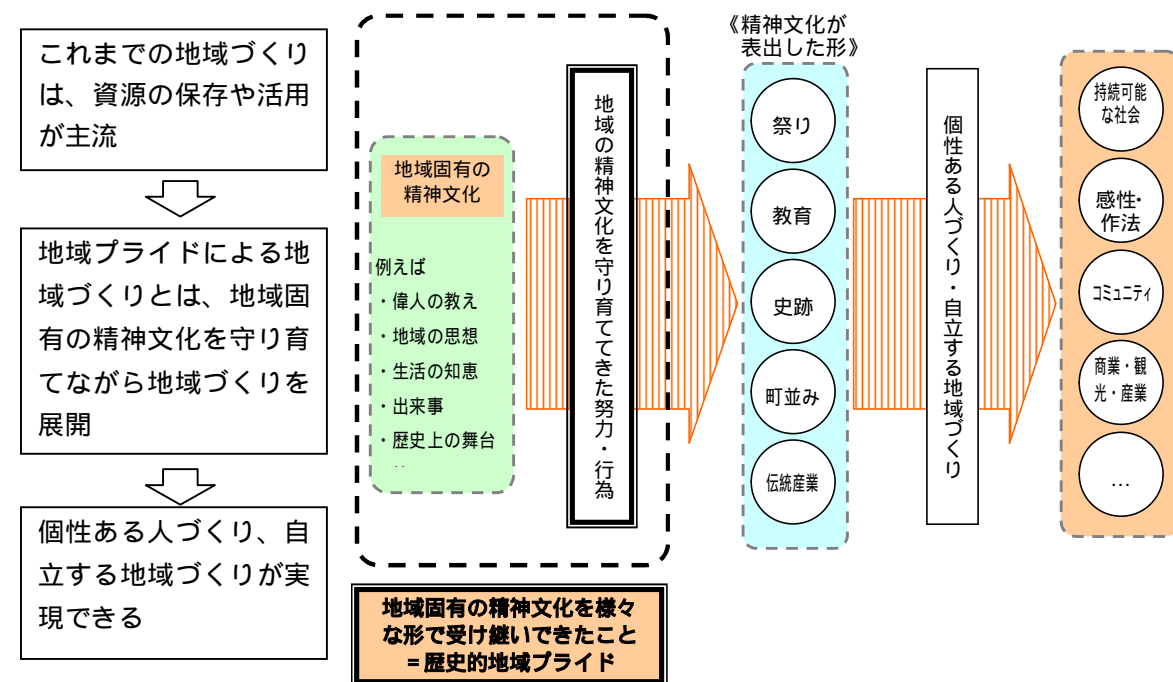 これまでの地域づくり
は、資源の保存や活用
が主流
地域プライドによる地
域づくりとは、地域固
有の精神文化を守り育
てながら地域づくりを
展開
個性ある人づくり、自
立する地域づくりが実
現できる
地域固有の
精神文化
例えば
・偉人の教え
・地域の思想
・生活の知恵
・出来事
・歴史上の舞台
‥
地域の精神文化を守り育ててきた努力・行為
地域固有の精神文化を様々
な形で受け継いできたこと
=歴史的地域プライド
《精神文化が
表出した形》
祭り
教育
史跡
町並み
伝統産業
個性ある人づくり・自立する地域づくり
持続可能
な社会
感性・
作法
コミュニティ
商業・観
光・産業
…